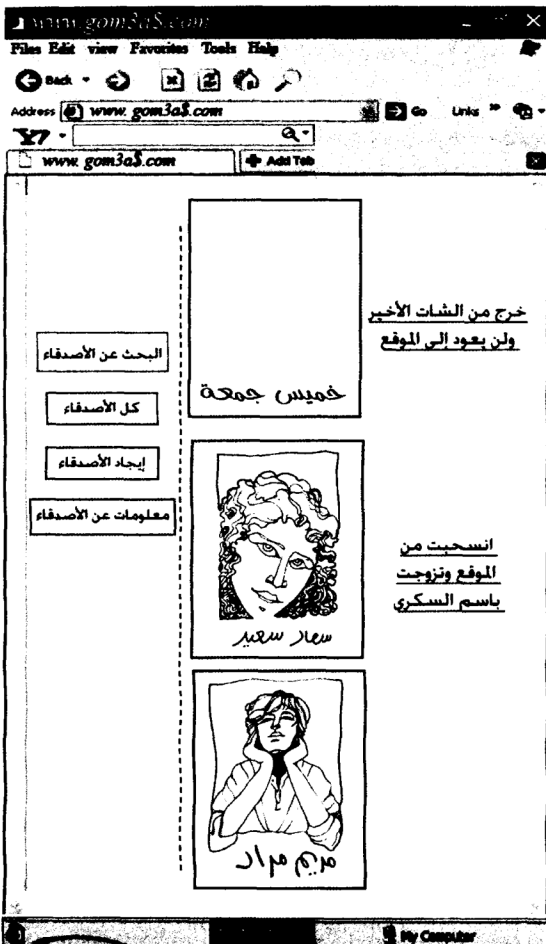 www.gom3a$.com
Files Edit view Favorites Tools Help
Back
Address www.gom3a$.com Go Links »
Y7
www.gom3a$.com Add Tab
خرج من الشات الأخير
ولن يعود إلى الموقع
خميس جمعة
البحث عن الأصدقاء
كل الأصدقاء
إيجاد الأصدقاء
معلومات عن الأصدقاء
انسحبت من
الموقع وتزوجت
باسم السكري
سعاد سعيد
مريم مراد
My Computer